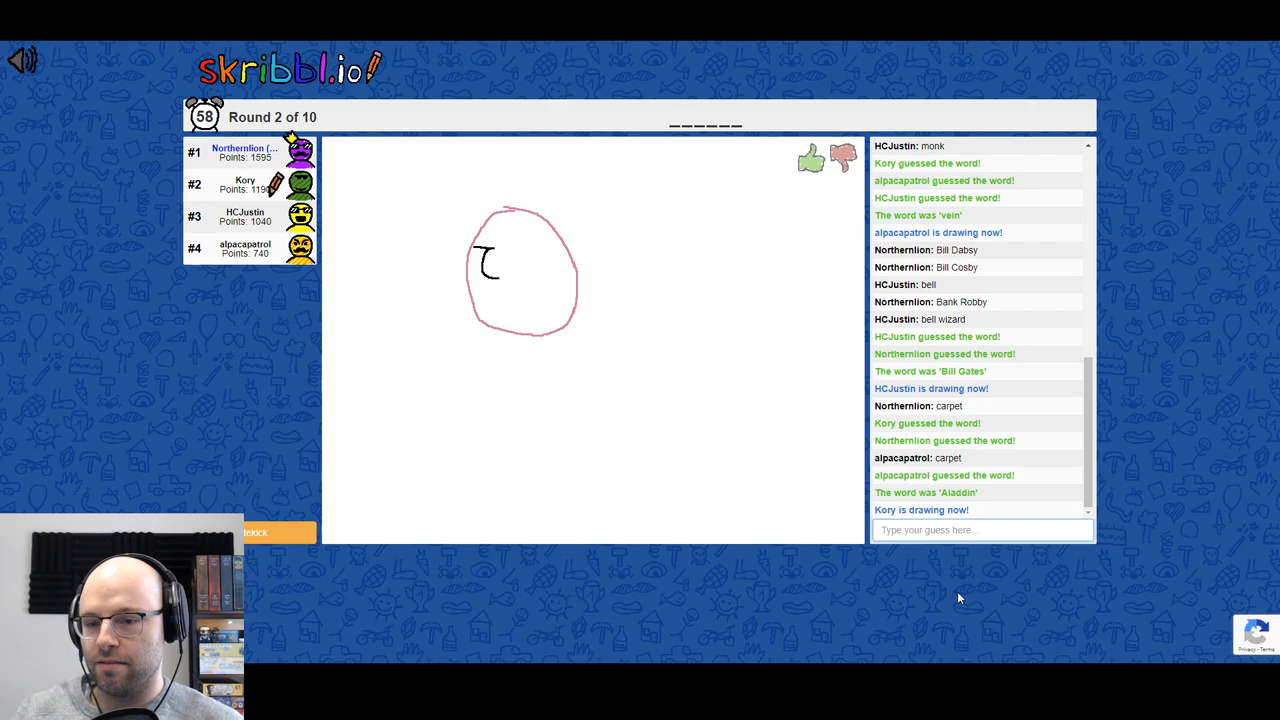 skribbl.io
58
Round 2 of 10
______
#1
Northernlion (...
Points: 1595
#2
Kory
Points: 1190
#3
HCJustin
Points: 1040
#4
alpacapatrol
Points: 740
HCJustin: monk
Kory guessed the word!
alpacapatrol guessed the word!
HCJustin guessed the word!
The word was 'vein'
alpacapatrol is drawing now!
Northernlion: Bill Dabsy
Northernlion: Bill Cosby
HCJustin: bell
Northernlion: Bank Robby
HCJustin: bell wizard
HCJustin guessed the word!
Northernlion guessed the word!
The word was 'Bill Gates'
HCJustin is drawing now!
Northernlion: carpet
Kory guessed the word!
Northernlion guessed the word!
alpacapatrol: carpet
alpacapatrol guessed the word!
The word was 'Aladdin'
Kory is drawing now!
Type your guess here...
Privacy - Terms